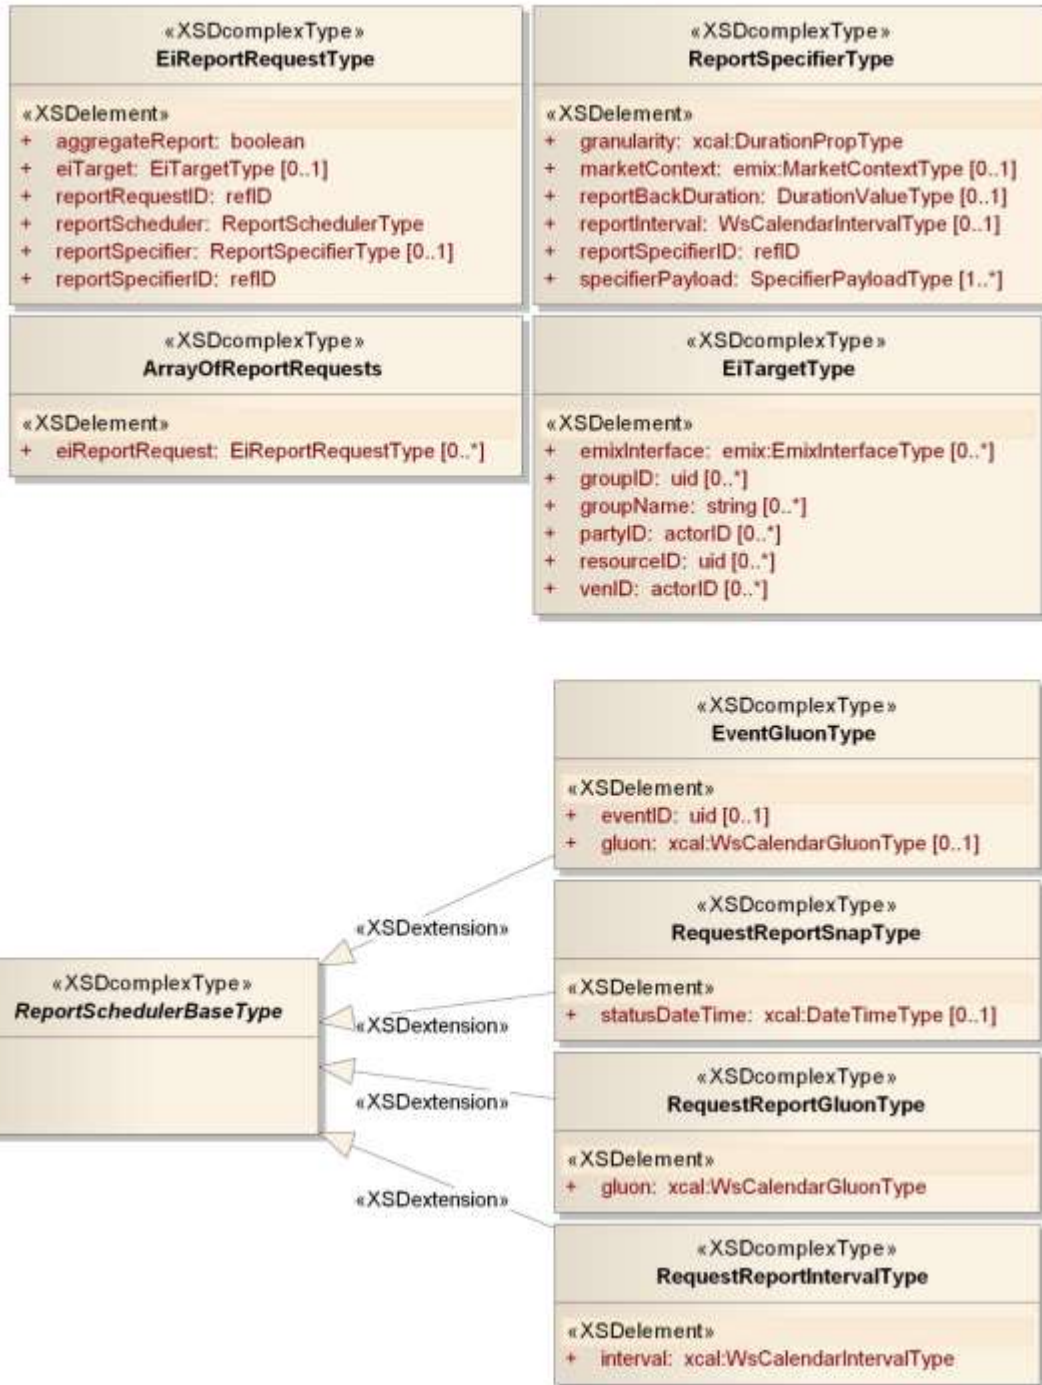 «XSDcomplexType»
EiReportRequestType
«XSDelement»
+ aggregateReport: boolean
+ eiTarget: EiTargetType [0..1]
+ reportRequestID: refID
+ reportScheduler: ReportSchedulerType
+ reportSpecifier: ReportSpecifierType [0..1]
+ reportSpecifierID: refID
«XSDcomplexType»
ReportSpecifierType
«XSDelement»
+ granularity: xcal:DurationPropType
+ marketContext: emix:MarketContextType [0..1]
+ reportBackDuration: DurationValueType [0..1]
+ reportInterval: WsCalendarIntervalType [0..1]
+ reportSpecifierID: refID
+ specifierPayload: SpecifierPayloadType [1..*]
«XSDcomplexType»
ArrayOfReportRequests
«XSDelement»
+ eiReportRequest: EiReportRequestType [0..*]
«XSDcomplexType»
EiTargetType
«XSDelement»
+ emixInterface: emix:EmixInterfaceType [0..*]
+ groupID: uid [0..*]
+ groupName: string [0..*]
+ partyID: actorID [0..*]
+ resourceID: uid [0..*]
+ venID: actorID [0..*]
«XSDcomplexType»
EventGluonType
«XSDelement»
+ eventID: uid [0..1]
+ gluon: xcal:WsCalendarGluonType [0..1]
«XSDextension»
«XSDcomplexType»
RequestReportSnapType
«XSDelement»
+ statusDateTime: xcal:DateTimeType [0..1]
«XSDcomplexType»
ReportSchedulerBaseType
«XSDextension»
«XSDextension»
«XSDextension»
«XSDcomplexType»
RequestReportGluonType
«XSDelement»
+ gluon: xcal:WsCalendarGluonType
«XSDcomplexType»
RequestReportIntervalType
«XSDelement»
+ interval: xcal:WsCalendarIntervalType